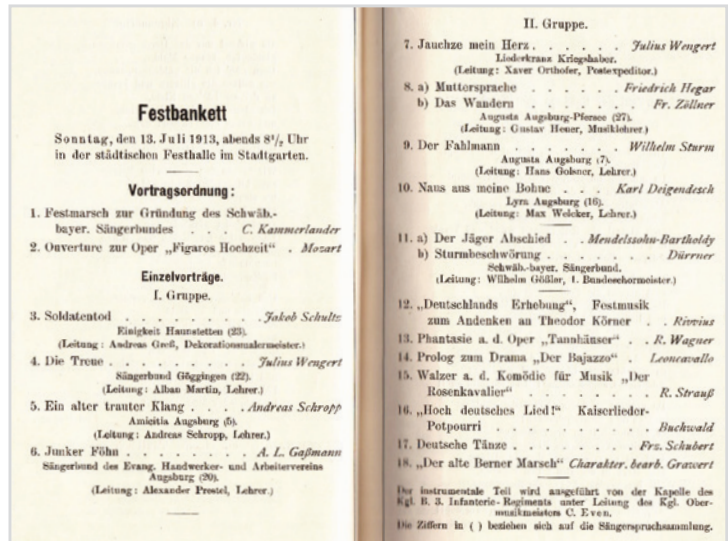 Festbankett
Sonntag, den 13. Juli 1913, abends 8½ Uhr
in der städtischen Festhalle im Stadtgarten.
Vortragsordnung:
1. Festmarsch zur Gründung des Schwäb.-
bayer. Sängerbundes . . . C. Kammerlander
2. Ouverture zur Oper „Figaros Hochzeit“ . Mozart
Einzelvorträge.
I. Gruppe.
3. Soldatentod . . . . . . . Jakob Schultz
Einigkeit Haunstetten (23).
(Leitung: Andreas Greß, Dekorationsmalermeister.)
4. Die Treue . . . . . . . Julius Wengert
Sängerbund Göggingen (22).
(Leitung: Alban Martin, Lehrer.)
5. Ein alter trauter Klang . . . . Andreas Schropp
Amicitia Augsburg (5).
(Leitung: Andreas Schropp, Lehrer.)
6. Junker Föhn . . . . . . . A. L. Gaßmann
Sängerbund des Evang. Handwerker- und Arbeitervereins
Augsburg (20).
(Leitung: Alexander Prestel, Lehrer.)
II. Gruppe.
7. Jauchze mein Herz . . . . . . Julius Wengert
Liederkranz Kriegshaber.
(Leitung: Xaver Orthofer, Postexpeditor.)
8. a) Muttersprache . . . . . Friedrich Hegar
b) Das Wandern . . . . . . Fr. Zöllner
Augusta Augsburg-Pfersee (27).
(Leitung: Gustav Heuer, Musiklehrer.)
9. Der Fahlmann . . . . . . Wilhelm Sturm
Augusta Augsburg (7).
(Leitung: Hans Golsner, Lehrer.)
10. Naus aus meine Bohne . . . Karl Deigendesch
Lyra Augsburg (16).
(Leitung: Max Welcker, Lehrer.)
11. a) Der Jäger Abschied . . Mendelssohn-Bartholdy
b) Sturmbeschwörung . . . . . Dürrner
Schwäb.-bayer. Sängerbund.
(Leitung: Wilhelm Gößler, 1. Bundeschormeister.)
12. „Deutschlands Erhebung“, Festmusik
zum Andenken an Theodor Körner . . Rivvius
13. Phantasie a. d. Oper „Tannhäuser“ . . R. Wagner
14. Prolog zum Drama „Der Bajazzo“ . Leoncavallo
15. Walzer a. d. Komödie für Musik „Der
Rosenkavalier“ . . . . . . R. Strauß
16. „Hoch deutsches Lied!“ Kaiserlieder-
Potpourri . . . . . . . Buchwald
17. Deutsche Tänze . . . . . . Frz. Schubert
18. „Der alte Berner Marsch“ Charakter. bearb. Grawert
Der instrumentale Teil wird ausgeführt von der Kapelle des
Kgl. B. 3. Infanterie-Regiments unter Leitung des Kgl. Ober-
musikmeisters C. Even.
Die Ziffern in ( ) beziehen sich auf die Sängerspruchsammlung.